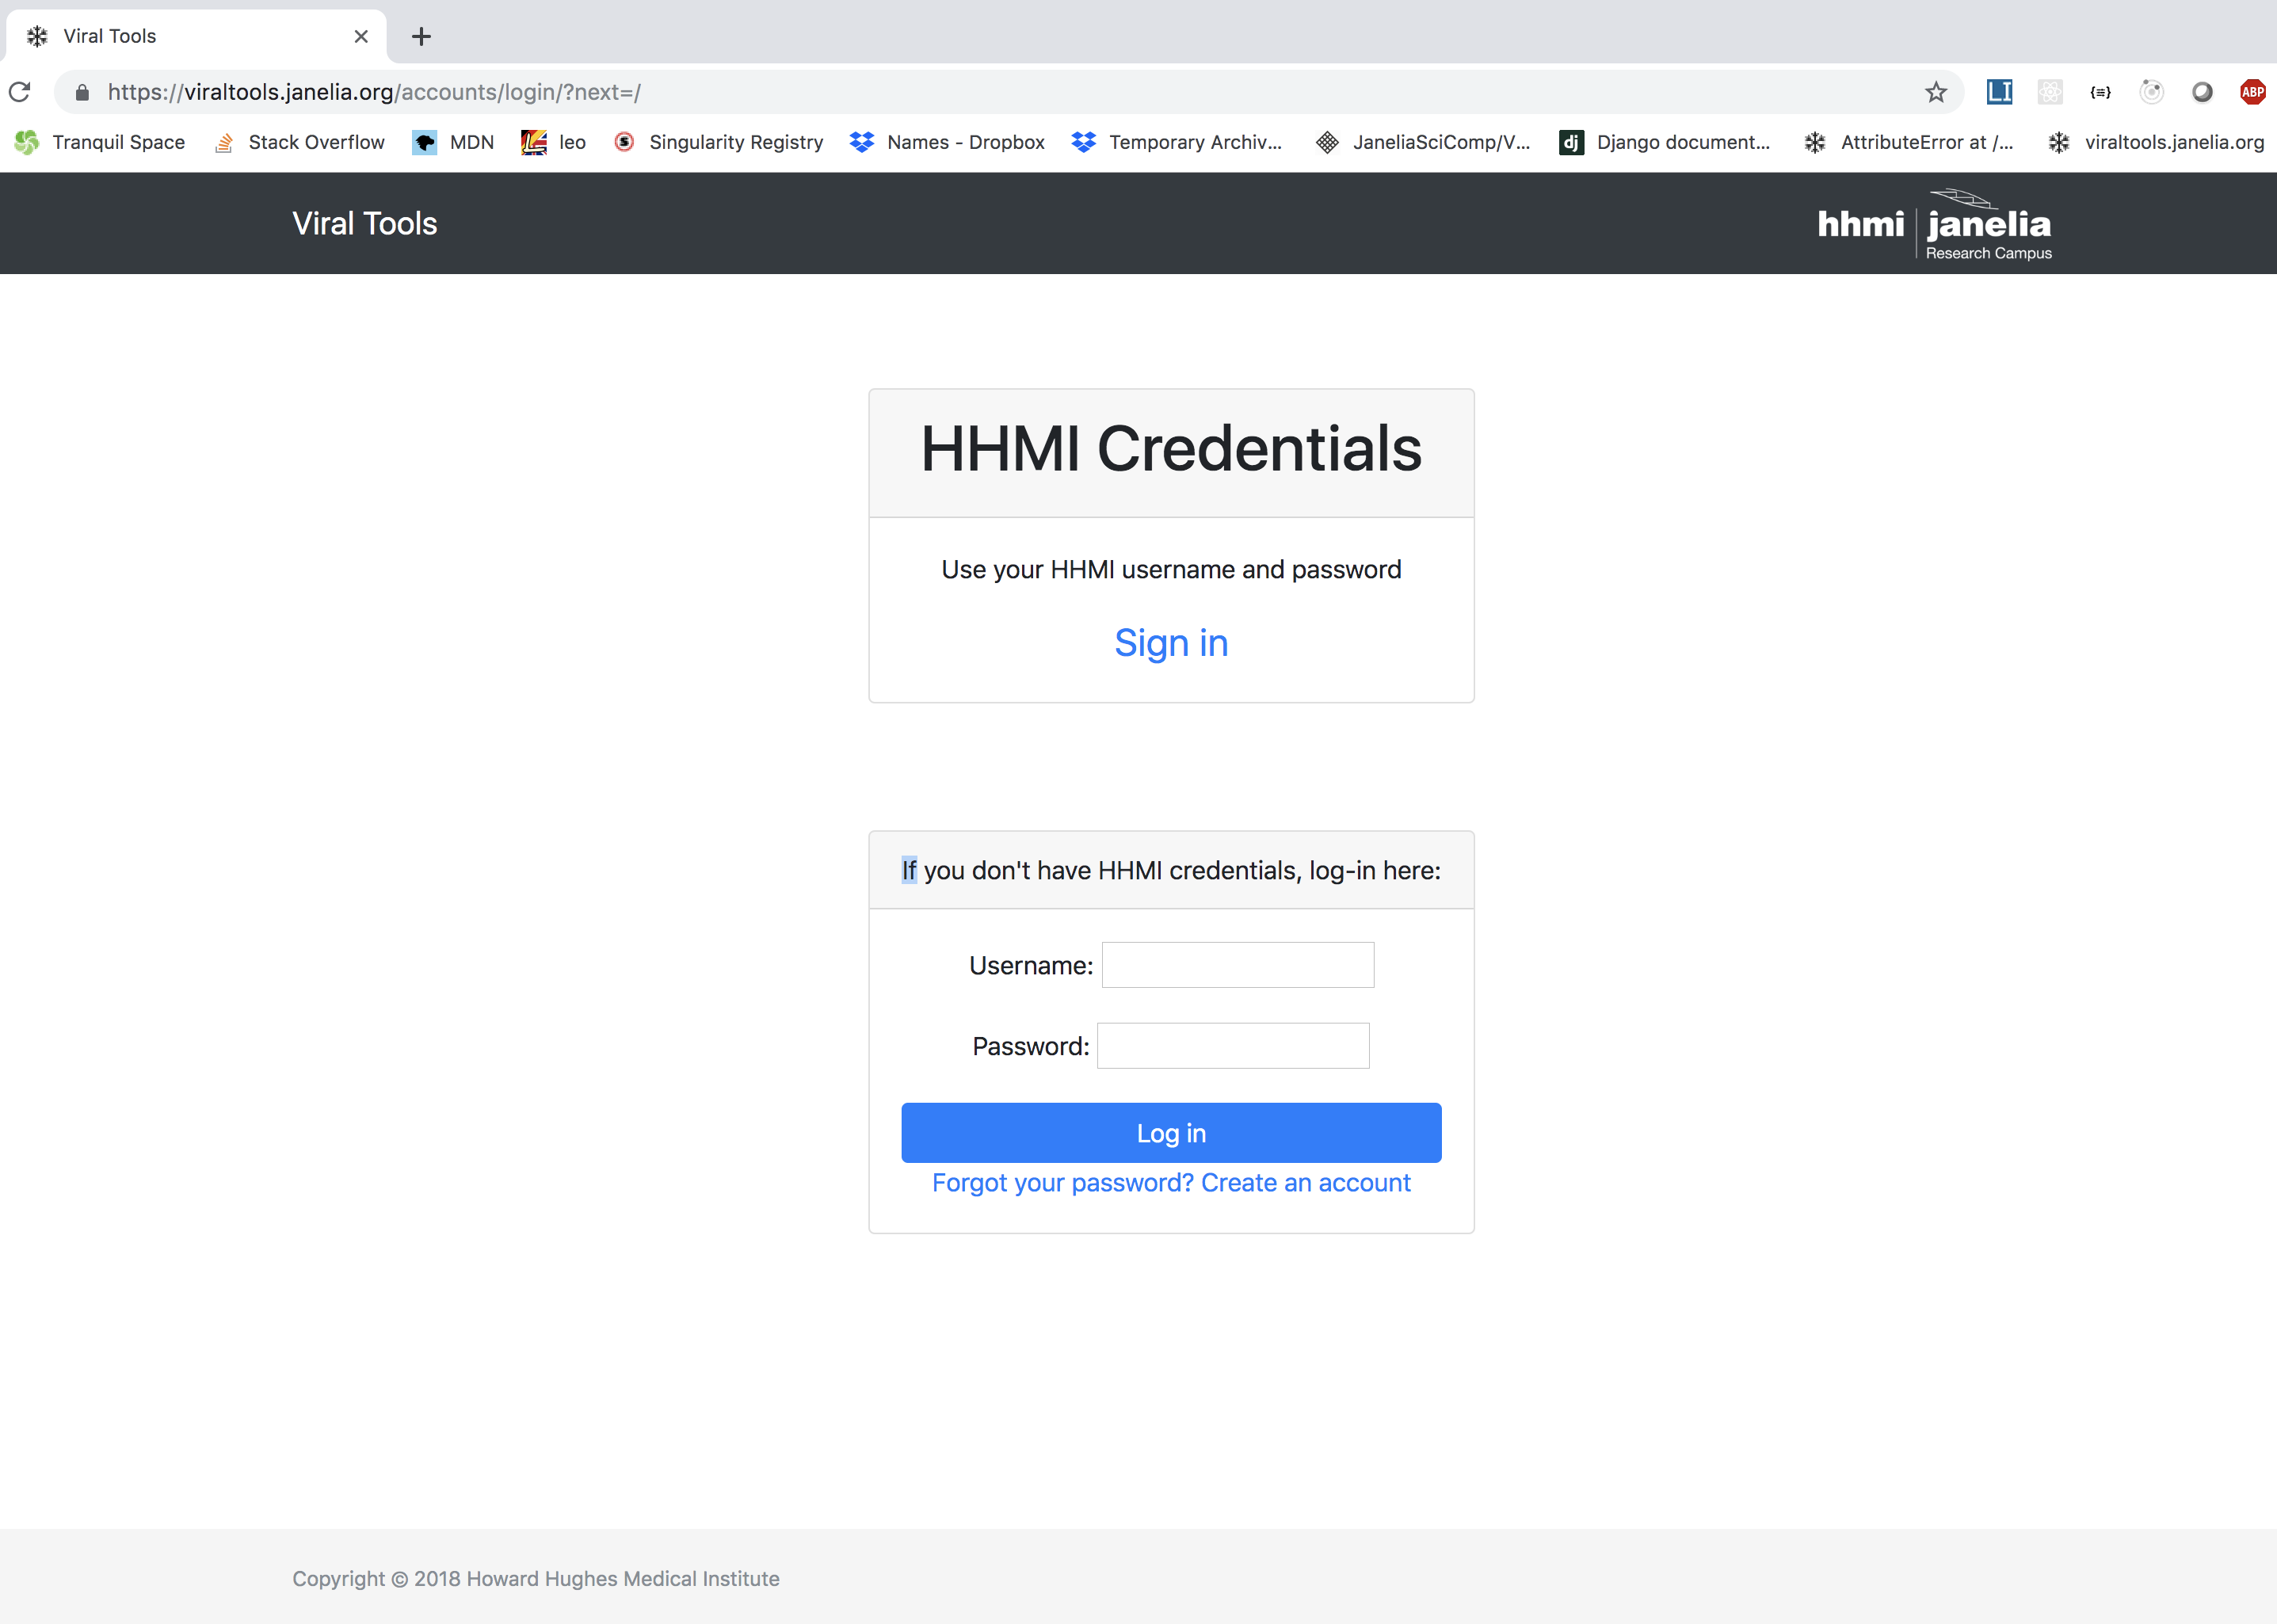 Viral Tools
https://viraltools.janelia.org/accounts/login/?next=/
LI {≡} ABP
Tranquil Space Stack Overflow MDN leo Singularity Registry Names - Dropbox Temporary Archiv... JaneliaSciComp/V... dj Django document... AttributeError at /... viraltools.janelia.org
Viral Tools
hhmi janelia
Research Campus
HHMI Credentials
Use your HHMI username and password
Sign in
If you don't have HHMI credentials, log-in here:
Username:
Password:
Log in
Forgot your password? Create an account
Copyright © 2018 Howard Hughes Medical Institute